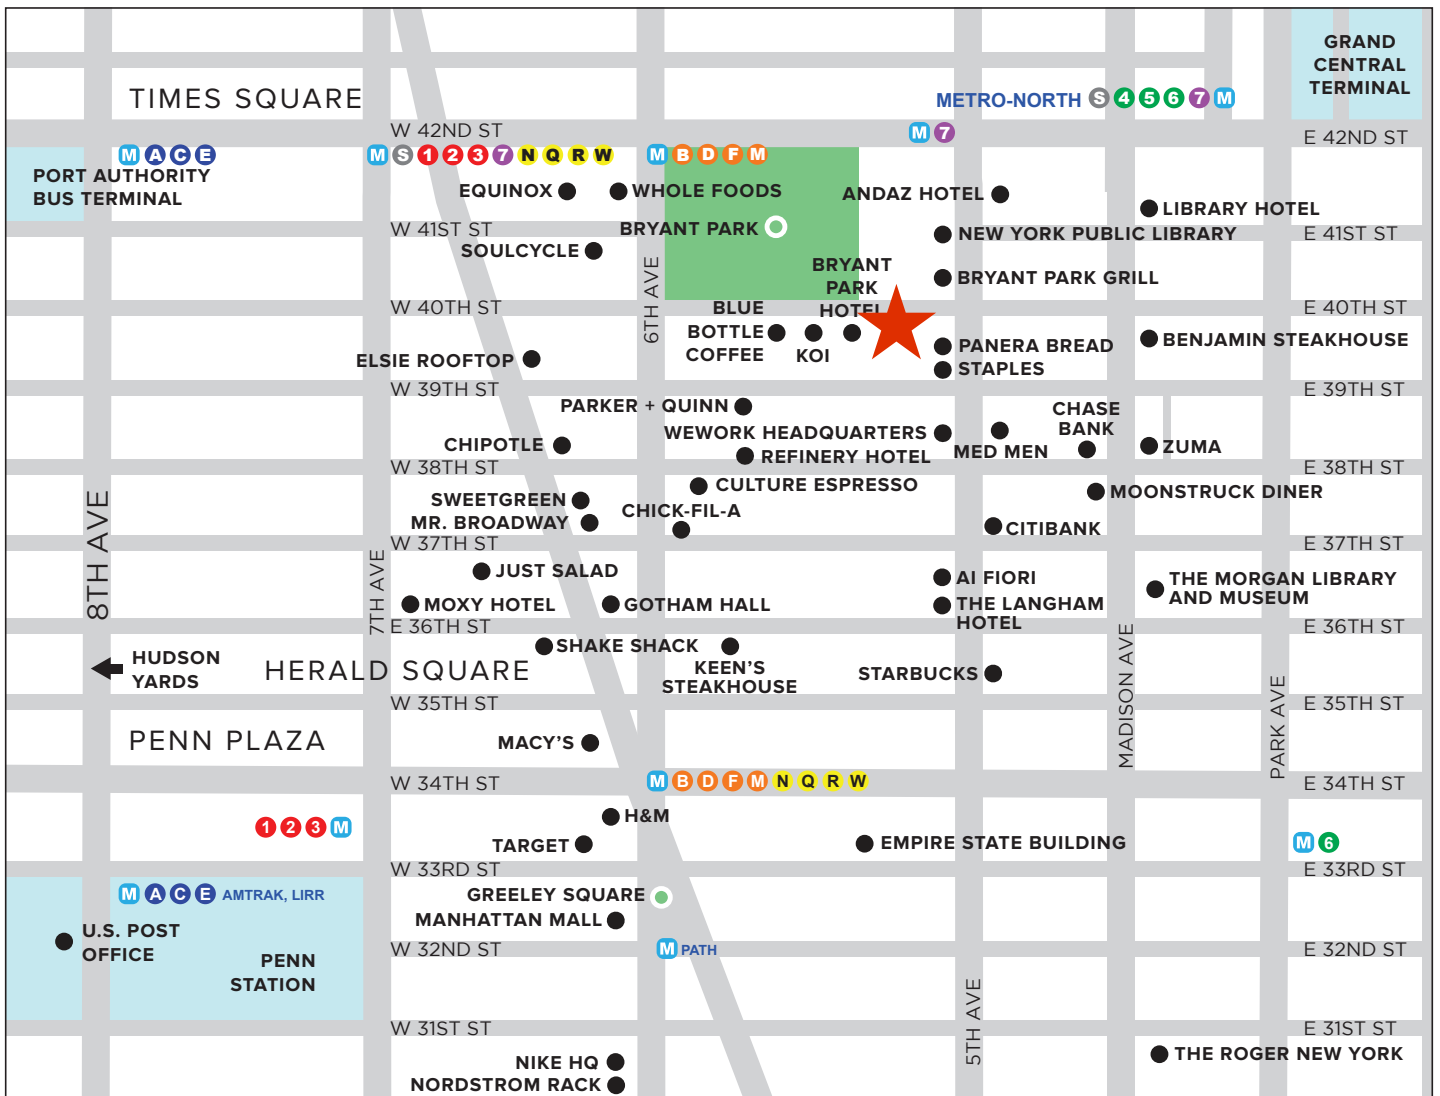 GRAND
CENTRAL
TERMINAL
TIMES SQUARE
METRO-NORTH S 4 5 6 7 M
W 42ND ST
M 7
E 42ND ST
M A C E
M S 1 2 3 7 N Q R W
M B D F M
PORT AUTHORITY
BUS TERMINAL
EQUINOX
WHOLE FOODS
ANDAZ HOTEL
LIBRARY HOTEL
W 41ST ST
BRYANT PARK
NEW YORK PUBLIC LIBRARY
E 41ST ST
SOULCYCLE
BRYANT
PARK
HOTEL
BRYANT PARK GRILL
6TH AVE
W 40TH ST
E 40TH ST
BLUE
BOTTLE
COFFEE
KOI
PANERA BREAD
BENJAMIN STEAKHOUSE
ELSIE ROOFTOP
STAPLES
W 39TH ST
E 39TH ST
PARKER + QUINN
CHASE
BANK
WEWORK HEADQUARTERS
CHIPOTLE
MED MEN
ZUMA
REFINERY HOTEL
W 38TH ST
E 38TH ST
CULTURE ESPRESSO
MOONSTRUCK DINER
SWEETGREEN
CHICK-FIL-A
MR. BROADWAY
CITIBANK
8TH AVE
W 37TH ST
E 37TH ST
7TH AVE
JUST SALAD
AI FIORI
THE MORGAN LIBRARY
AND MUSEUM
MOXY HOTEL
GOTHAM HALL
THE LANGHAM
HOTEL
E 36TH ST
E 36TH ST
SHAKE SHACK
HUDSON
YARDS
HERALD SQUARE
KEEN'S
STEAKHOUSE
STARBUCKS
MADISON AVE
PARK AVE
W 35TH ST
E 35TH ST
PENN PLAZA
MACY'S
W 34TH ST
M B D F M N Q R W
E 34TH ST
H&M
1 2 3 M
TARGET
EMPIRE STATE BUILDING
M 6
W 33RD ST
E 33RD ST
M A C E AMTRAK, LIRR
GREELEY SQUARE
MANHATTAN MALL
U.S. POST
OFFICE
W 32ND ST
M PATH
E 32ND ST
PENN
STATION
5TH AVE
W 31ST ST
E 31ST ST
NIKE HQ
THE ROGER NEW YORK
NORDSTROM RACK